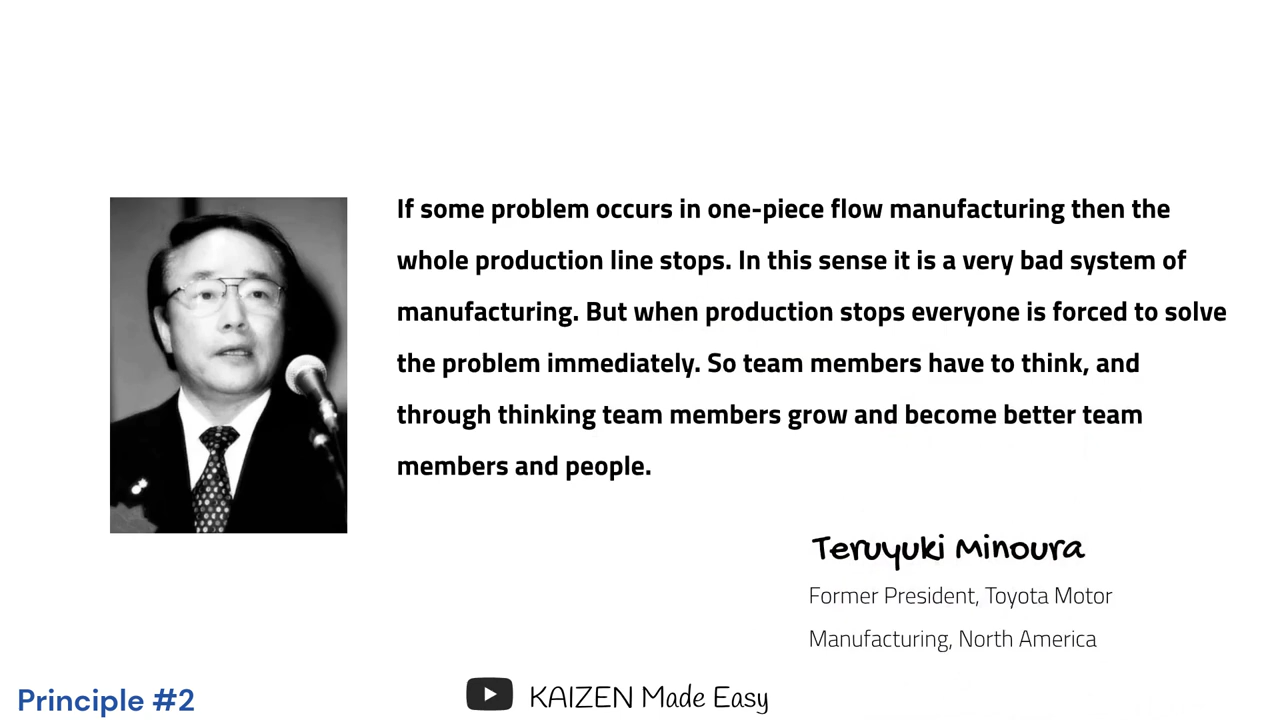 If some problem occurs in one-piece flow manufacturing then the
whole production line stops. In this sense it is a very bad system of
manufacturing. But when production stops everyone is forced to solve
the problem immediately. So team members have to think, and
through thinking team members grow and become better team
members and people.
Teruyuki Minoura
Former President, Toyota Motor
Manufacturing, North America
Principle #2
KAIZEN Made Easy